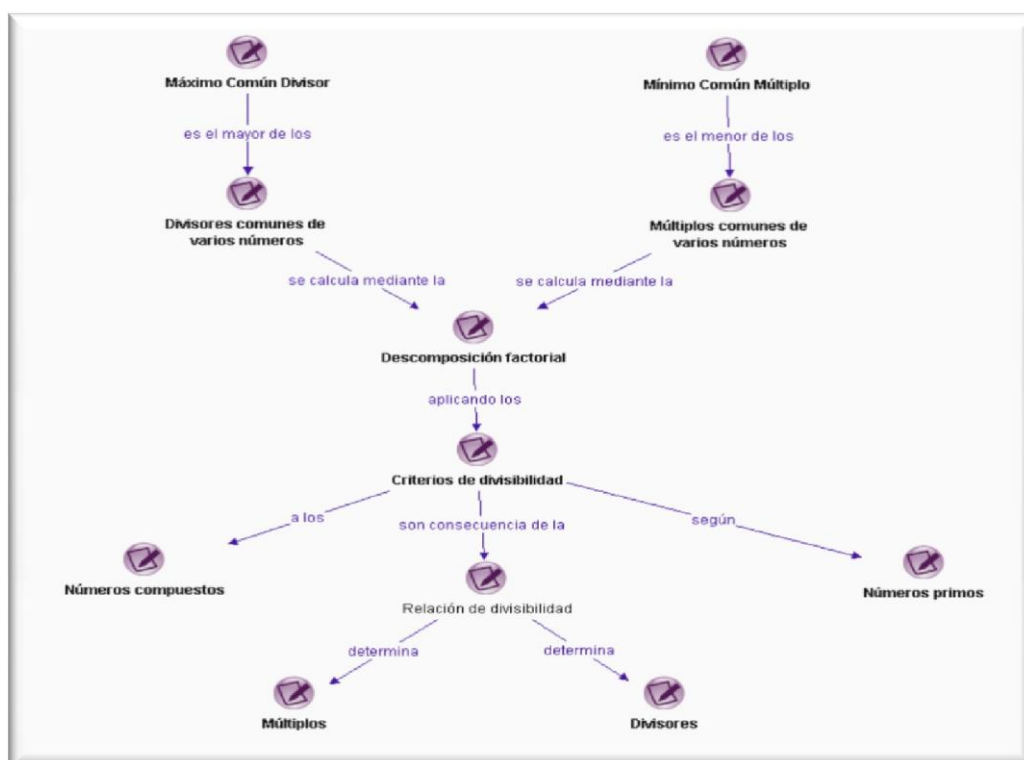 Máximo Común Divisor
Mínimo Común Múltiplo
es el mayor de los
es el menor de los
Divisores comunes de
varios números
Múltiplos comunes de
varios números
se calcula mediante la
se calcula mediante la
Descomposición factorial
aplicando los
Criterios de divisibilidad
a los
son consecuencia de la
según
Números compuestos
Relación de divisibilidad
Números primos
determina
determina
Múltiplos
Divisores